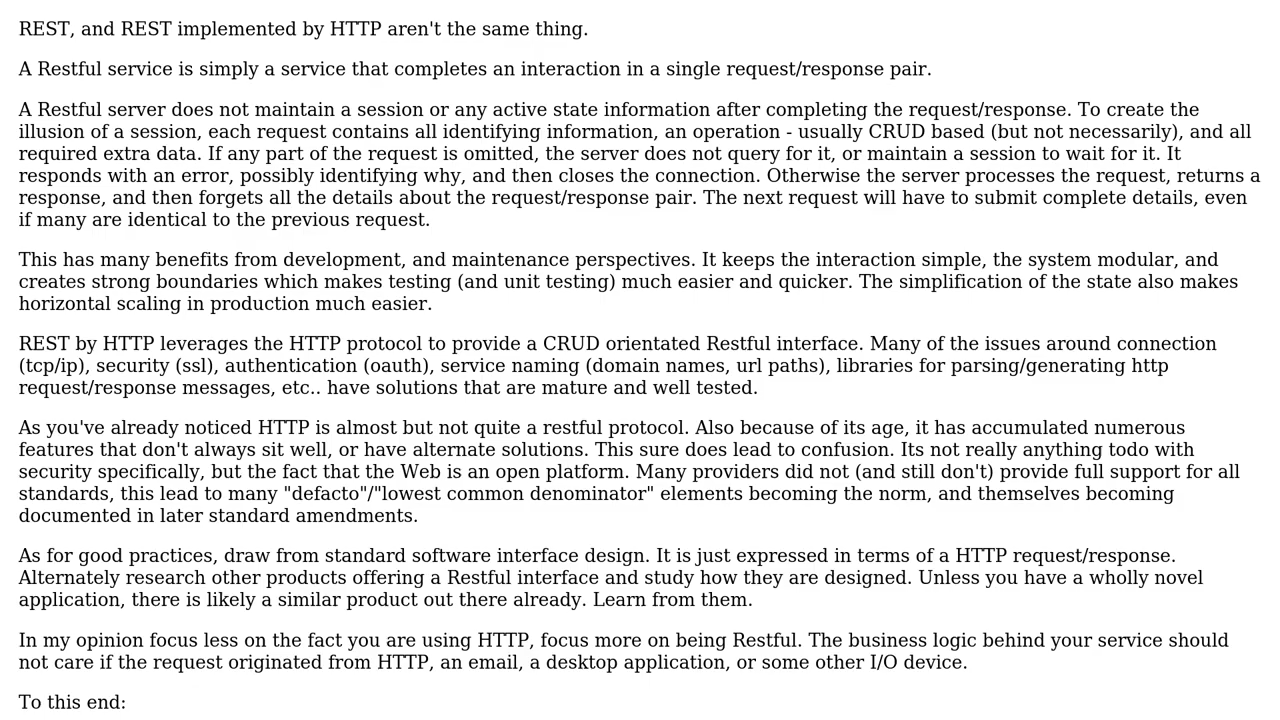 REST, and REST implemented by HTTP aren't the same thing.
A Restful service is simply a service that completes an interaction in a single request/response pair.
A Restful server does not maintain a session or any active state information after completing the request/response. To create the
illusion of a session, each request contains all identifying information, an operation - usually CRUD based (but not necessarily), and all
required extra data. If any part of the request is omitted, the server does not query for it, or maintain a session to wait for it. It
responds with an error, possibly identifying why, and then closes the connection. Otherwise the server processes the request, returns a
response, and then forgets all the details about the request/response pair. The next request will have to submit complete details, even
if many are identical to the previous request.
This has many benefits from development, and maintenance perspectives. It keeps the interaction simple, the system modular, and
creates strong boundaries which makes testing (and unit testing) much easier and quicker. The simplification of the state also makes
horizontal scaling in production much easier.
REST by HTTP leverages the HTTP protocol to provide a CRUD orientated Restful interface. Many of the issues around connection
(tcp/ip), security (ssl), authentication (oauth), service naming (domain names, url paths), libraries for parsing/generating http
request/response messages, etc.. have solutions that are mature and well tested.
As you've already noticed HTTP is almost but not quite a restful protocol. Also because of its age, it has accumulated numerous
features that don't always sit well, or have alternate solutions. This sure does lead to confusion. Its not really anything todo with
security specifically, but the fact that the Web is an open platform. Many providers did not (and still don't) provide full support for all
standards, this lead to many "defacto"/"lowest common denominator" elements becoming the norm, and themselves becoming
documented in later standard amendments.
As for good practices, draw from standard software interface design. It is just expressed in terms of a HTTP request/response.
Alternately research other products offering a Restful interface and study how they are designed. Unless you have a wholly novel
application, there is likely a similar product out there already. Learn from them.
In my opinion focus less on the fact you are using HTTP, focus more on being Restful. The business logic behind your service should
not care if the request originated from HTTP, an email, a desktop application, or some other I/O device.
To this end: